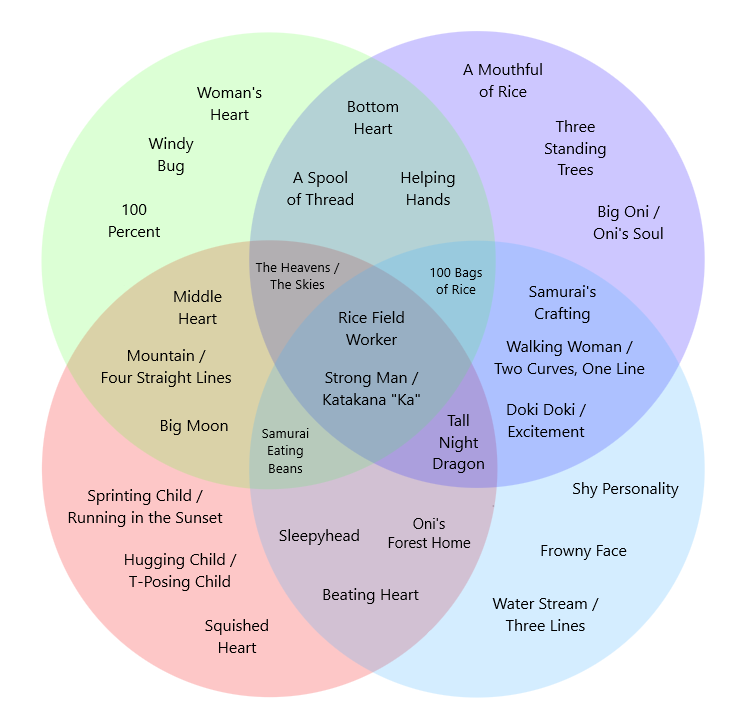 A Mouthful
of Rice
Woman's
Heart
Bottom
Heart
Three
Standing
Trees
Windy
Bug
A Spool
of Thread
Helping
Hands
100
Percent
Big Oni /
Oni's Soul
The Heavens /
The Skies
100 Bags
of Rice
Samurai's
Crafting
Middle
Heart
Rice Field
Worker
Mountain /
Four Straight Lines
Walking Woman /
Two Curves, One Line
Strong Man /
Katakana "Ka"
Big Moon
Doki Doki /
Excitement
Samurai
Eating
Beans
Tall
Night
Dragon
Sprinting Child /
Running in the Sunset
Shy Personality
Sleepyhead
Oni's
Forest Home
Hugging Child /
T-Posing Child
Frowny Face
Beating Heart
Water Stream /
Three Lines
Squished
Heart